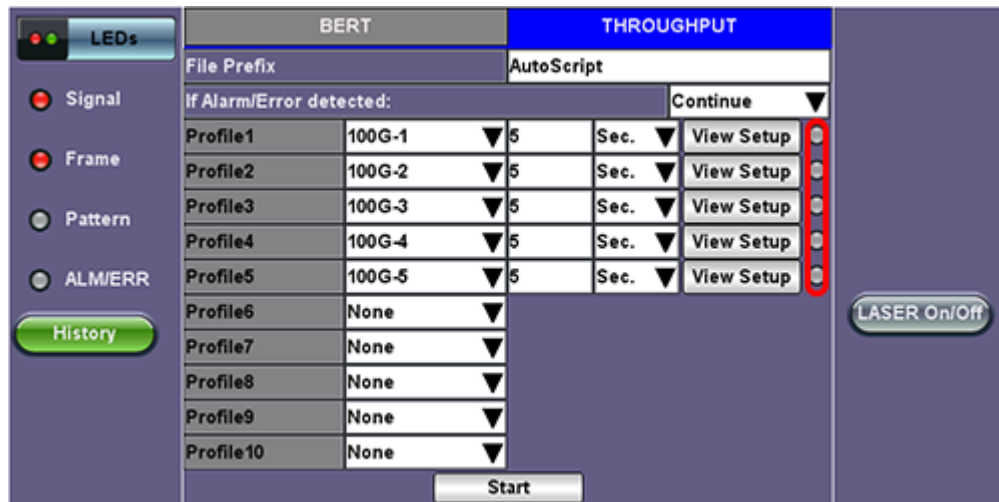 LEDs
Signal
Frame
Pattern
ALM/ERR
History
BERT THROUGHPUT
File Prefix AutoScript
If Alarm/Error detected: Continue
Profile1 100G-1 5 Sec. View Setup
Profile2 100G-2 5 Sec. View Setup
Profile3 100G-3 5 Sec. View Setup
Profile4 100G-4 5 Sec. View Setup
Profile5 100G-5 5 Sec. View Setup
Profile6 None
Profile7 None
Profile8 None
Profile9 None
Profile10 None
Start
LASER On/Off